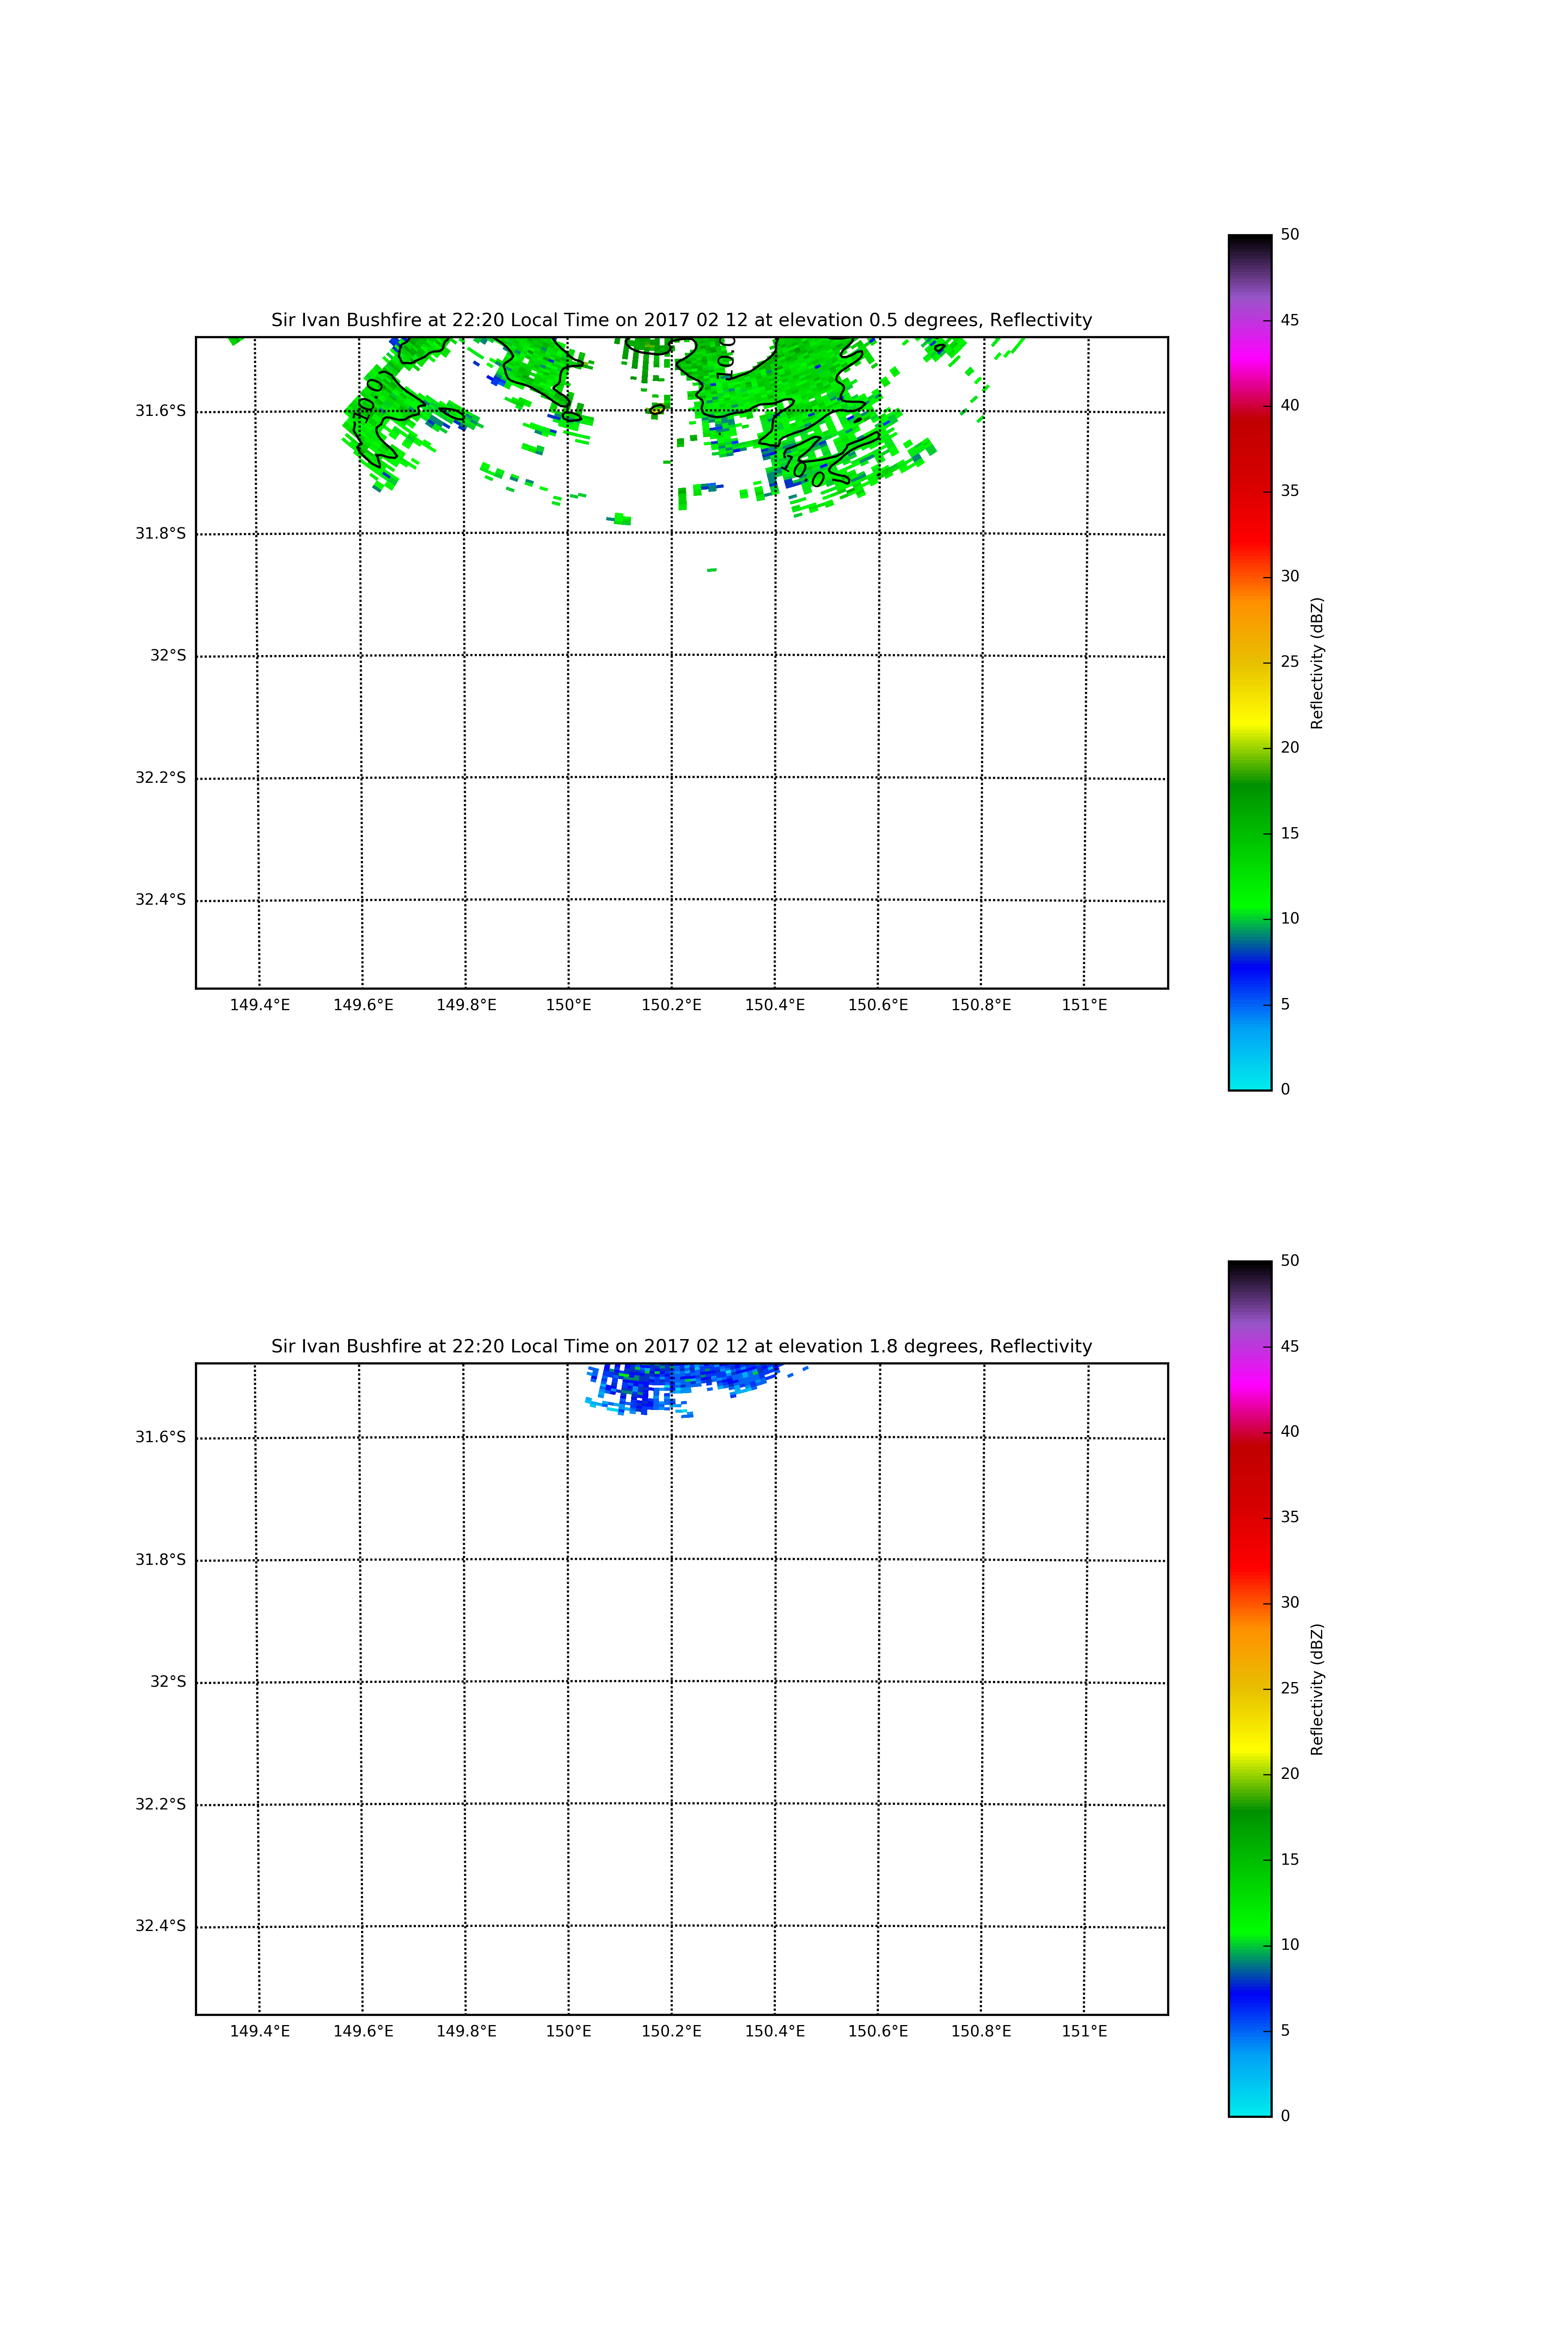 Sir Ivan Bushfire at 22:20 Local Time on 2017 02 12 at elevation 0.5 degrees, Reflectivity
50
45
40
35
30
25
20
15
10
5
0
Reflectivity (dBZ)
10.0
10.0
10.0
31.6°S
31.8°S
32°S
32.2°S
32.4°S
149.4°E 149.6°E 149.8°E 150°E 150.2°E 150.4°E 150.6°E 150.8°E 151°E
Sir Ivan Bushfire at 22:20 Local Time on 2017 02 12 at elevation 1.8 degrees, Reflectivity
50
45
40
35
30
25
20
15
10
5
0
Reflectivity (dBZ)
31.6°S
31.8°S
32°S
32.2°S
32.4°S
149.4°E 149.6°E 149.8°E 150°E 150.2°E 150.4°E 150.6°E 150.8°E 151°E